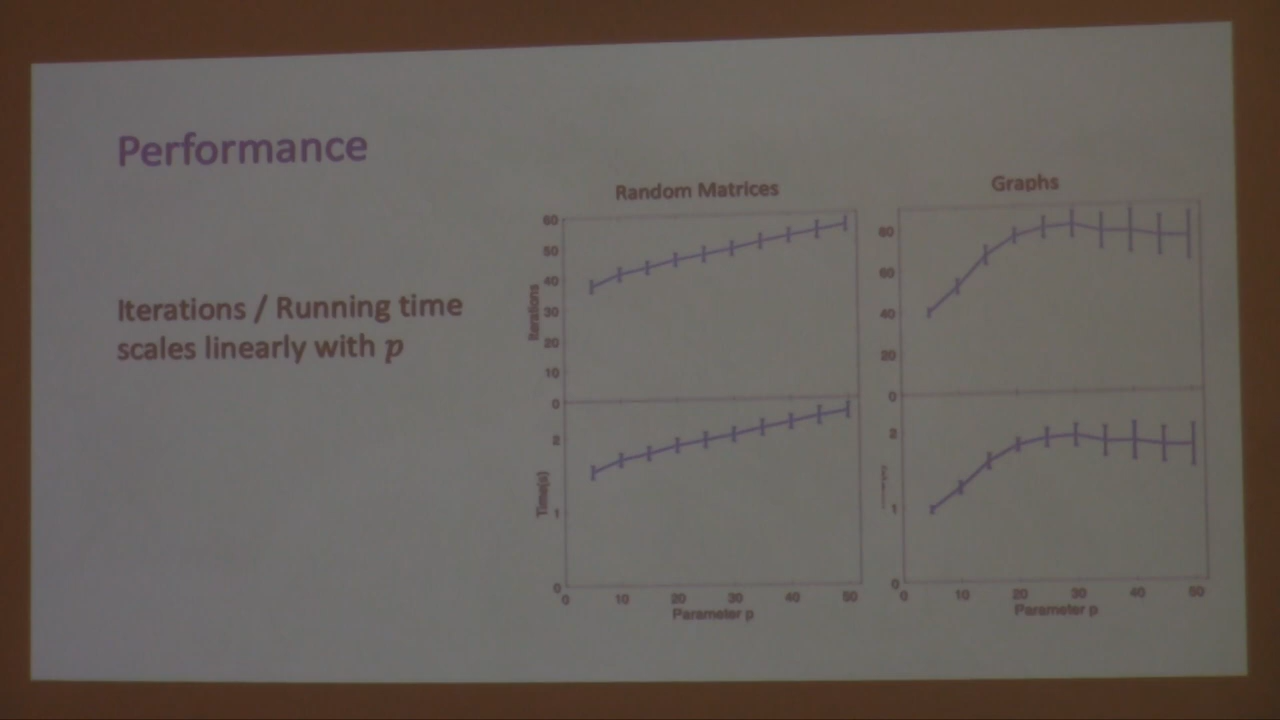 Performance
Iterations / Running time
scales linearly with p
Random Matrices
60
50
40
30
20
10
0
Iterations
2
1
0
Time(s)
0 10 20 30 40 50
Parameter p
Graphs
80
60
40
20
0
2
1
0
0 10 20 30 40 50
Parameter p